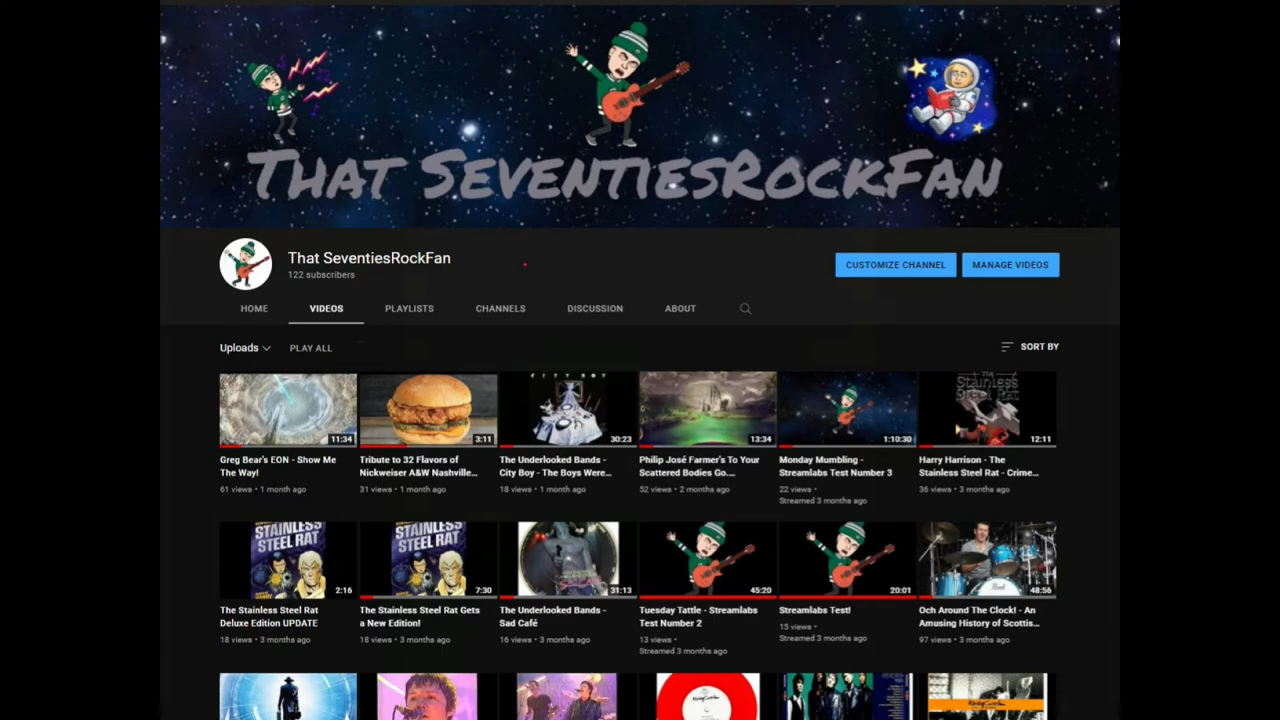 THAT SEVENTIESROCKFAN
That SeventiesRockFan
122 subscribers
CUSTOMIZE CHANNEL
MANAGE VIDEOS
HOME
VIDEOS
PLAYLISTS
CHANNELS
DISCUSSION
ABOUT
Uploads
PLAY ALL
SORT BY
11:34
Greg Bear's EON - Show Me
The Way!
61 views • 1 month ago
3:11
Tribute to 32 Flavors of
Nickweiser A&W Nashville...
31 views • 1 month ago
CITY BOY
30:23
The Underlooked Bands -
City Boy - The Boys Were...
18 views • 1 month ago
13:34
Philip José Farmer's To Your
Scattered Bodies Go....
52 views • 2 months ago
1:10:30
Monday Mumbling -
Streamlabs Test Number 3
22 views •
Streamed 3 months ago
The
Stainless
Steel Rat
12:11
Harry Harrison - The
Stainless Steel Rat - Crime...
36 views • 3 months ago
STAINLESS
STEEL RAT
2:16
The Stainless Steel Rat
Deluxe Edition UPDATE
18 views • 3 months ago
STAINLESS
STEEL RAT
7:30
The Stainless Steel Rat Gets
a New Edition!
18 views • 3 months ago
31:13
The Underlooked Bands -
Sad Café
16 views • 3 months ago
45:20
Tuesday Tattle - Streamlabs
Test Number 2
13 views •
Streamed 3 months ago
20:01
Streamlabs Test!
15 views •
Streamed 3 months ago
Pearl
48:56
Och Around The Clock! - An
Amusing History of Scottis...
97 views • 3 months ago